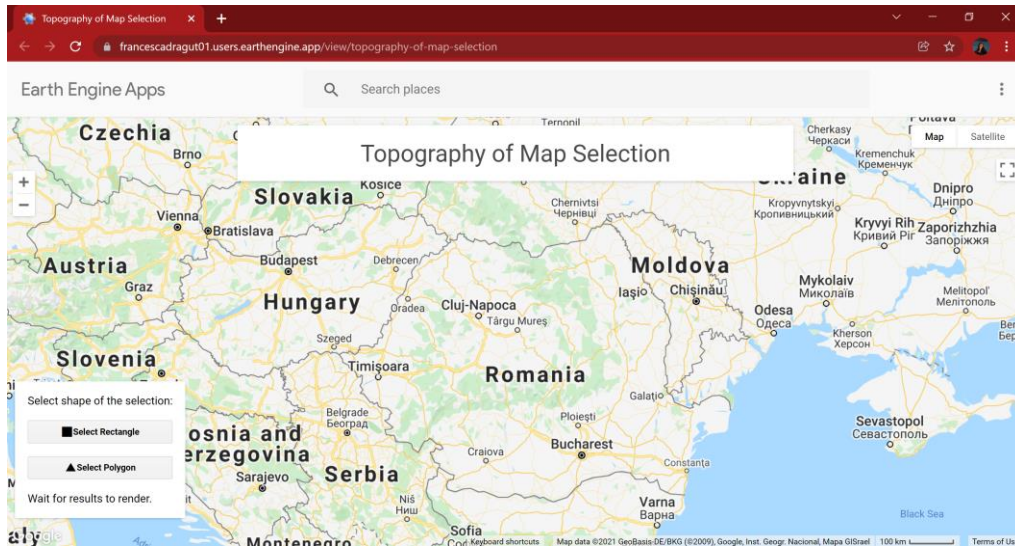 Topography of Map Selection
francescadragut01.users.earthengine.app/view/topography-of-map-selection
Earth Engine Apps
Search places
Topography of Map Selection
Map
Satellite
Ternopil
Poltava
Czechia
Brno
Cherkasy
Черкаси
Kremenchuk
Кременчук
Ukraine
Slovakia
Košice
Chernivtsi
Чернівці
Kropyvnytskyi
Кропивницький
Dnipro
Дніпро
Vienna
Bratislava
Kryvyi Rih
Кривий Ріг
Zaporizhzhia
Запоріжжя
Austria
Graz
Budapest
Debrecen
Moldova
Hungary
Oradea
Cluj-Napoca
Târgu Mureș
Iași
Chișinău
Mykolaiv
Миколаїв
Melitopol'
Мелітополь
Odesa
Одеса
Kherson
Херсон
Szeged
Slovenia
Timișoara
Romania
Galați
Select shape of the selection:
Select Rectangle
Select Polygon
Wait for results to render.
Belgrade
Београд
Ploiești
Bucharest
Craiova
Constanța
Sevastopol
Севастополь
osnia and
erzegovina
Sarajevo
Serbia
Niš
Ниш
Varna
Варна
Black Sea
Sofia
Montenegro
aly
Google
Keyboard shortcuts
Map data ©2021 GeoBasis-DE/BKG (©2009), Google, Inst. Geogr. Nacional, Mapa GISrael
100 km
Terms of Us